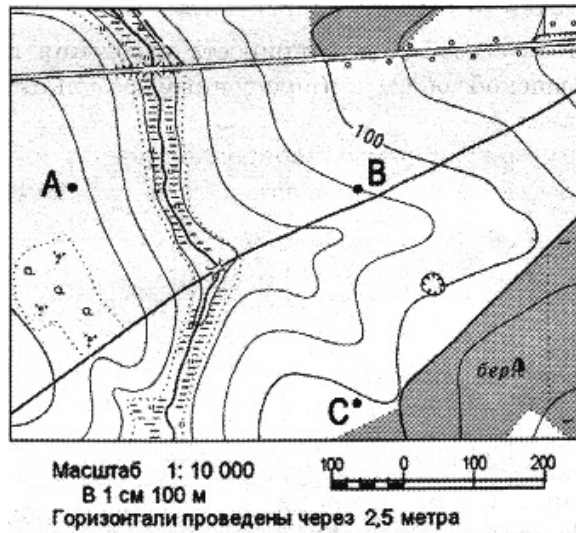 100
A
B
C
бер
Масштаб 1: 10 000
В 1 см 100 м
100 0 100 200
Горизонтали проведены через 2,5 метра